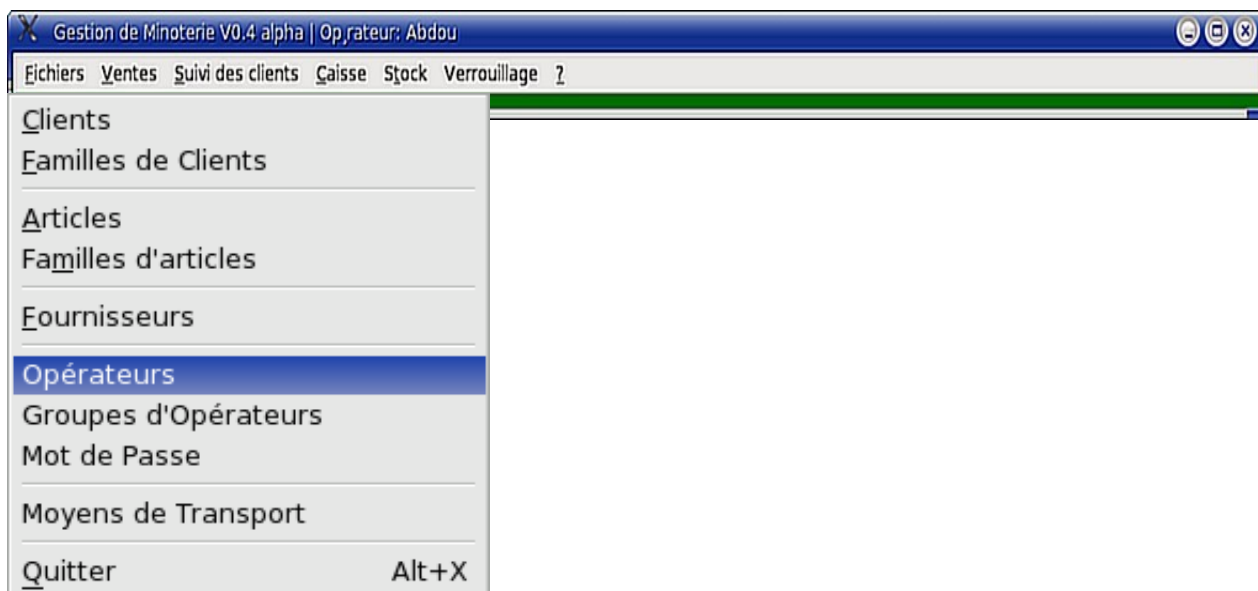 Gestion de Minoterie V0.4 alpha | Op,rateur: Abdou
Fichiers Ventes Suivi des clients Caisse Stock Verrouillage ?
Clients
Familles de Clients
Articles
Familles d'articles
Fournisseurs
Opérateurs
Groupes d'Opérateurs
Mot de Passe
Moyens de Transport
Quitter Alt+X